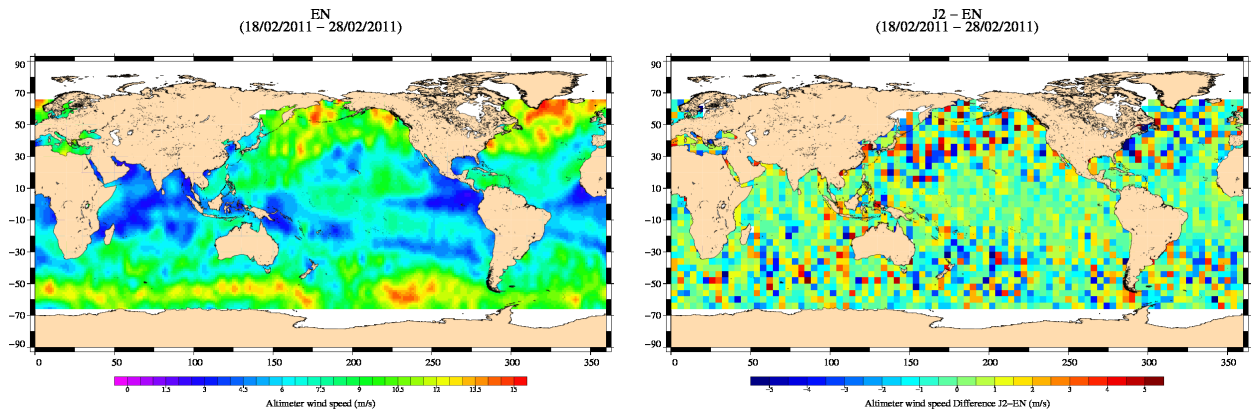 EN
(18/02/2011 − 28/02/2011)
90
70
50
30
10
−10
−30
−50
−70
−90
0 50 100 150 200 250 300 350
0 1.5 3 4.5 6 7.5 9 10.5 12 13.5 15
Altimeter wind speed (m/s)
J2 − EN
(18/02/2011 − 28/02/2011)
90
70
50
30
10
−10
−30
−50
−70
−90
0 50 100 150 200 250 300 350
−5 −4 −3 −2 −1 0 1 2 3 4 5
Altimeter wind speed Difference J2−EN (m/s)